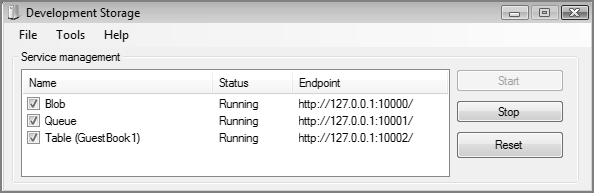 Development Storage
File Tools Help
Service management
Name Status Endpoint
Start
Blob Running http://127.0.0.1:10000/
Queue Running http://127.0.0.1:10001/
Stop
Table (GuestBook1) Running http://127.0.0.1:10002/
Reset